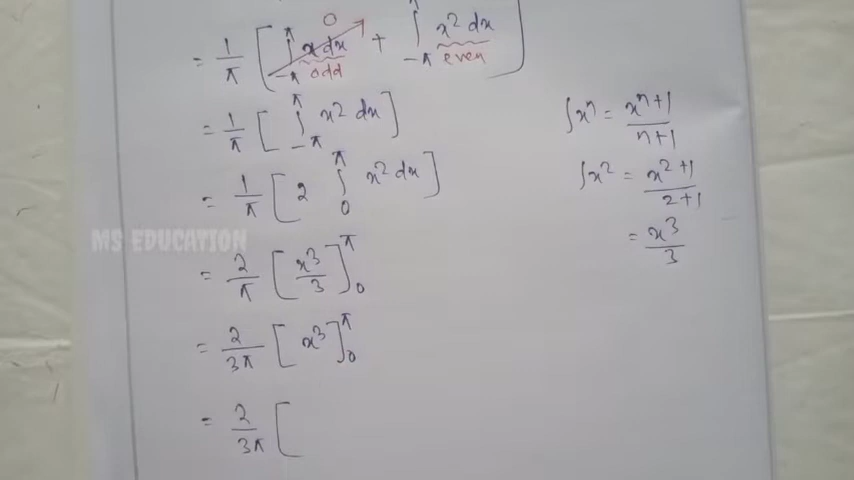 = 1/π [ ∫_{-π}^{π} x dx + ∫_{-π}^{π} x² dx ]
0
odd even
= 1/π [ ∫_{-π}^{π} x² dx ]
∫xⁿ = xⁿ⁺¹/n+1
= 1/π [ 2 ∫_{0}^{π} x² dx ]
∫x² = x²⁺¹/2+1
= x³/3
MS EDUCATION
= 2/π [ x³/3 ]_{0}^{π}
= 2/3π [ x³ ]_{0}^{π}
= 2/3π [